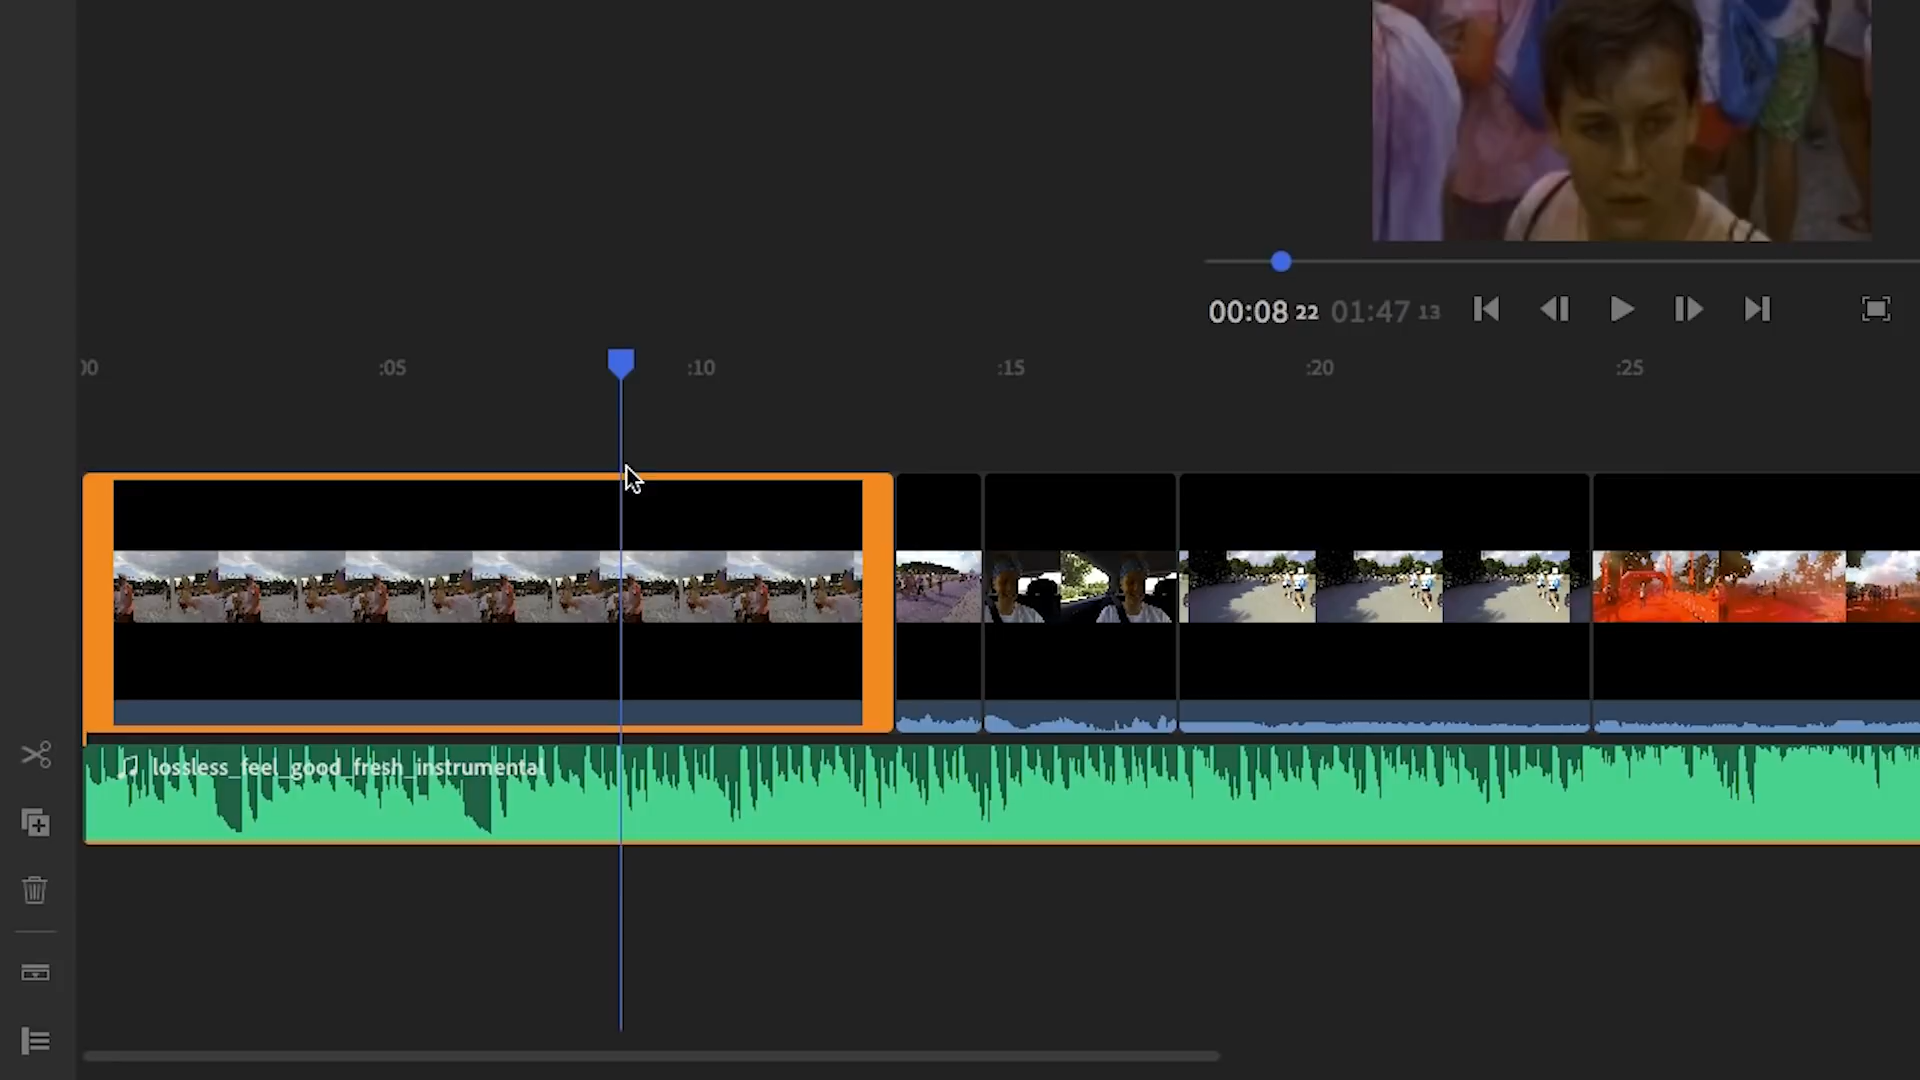 00:08 22 01:47 13
00 :05 :10 :15 :20 :25
lossless_feel_good_fresh_instrumental